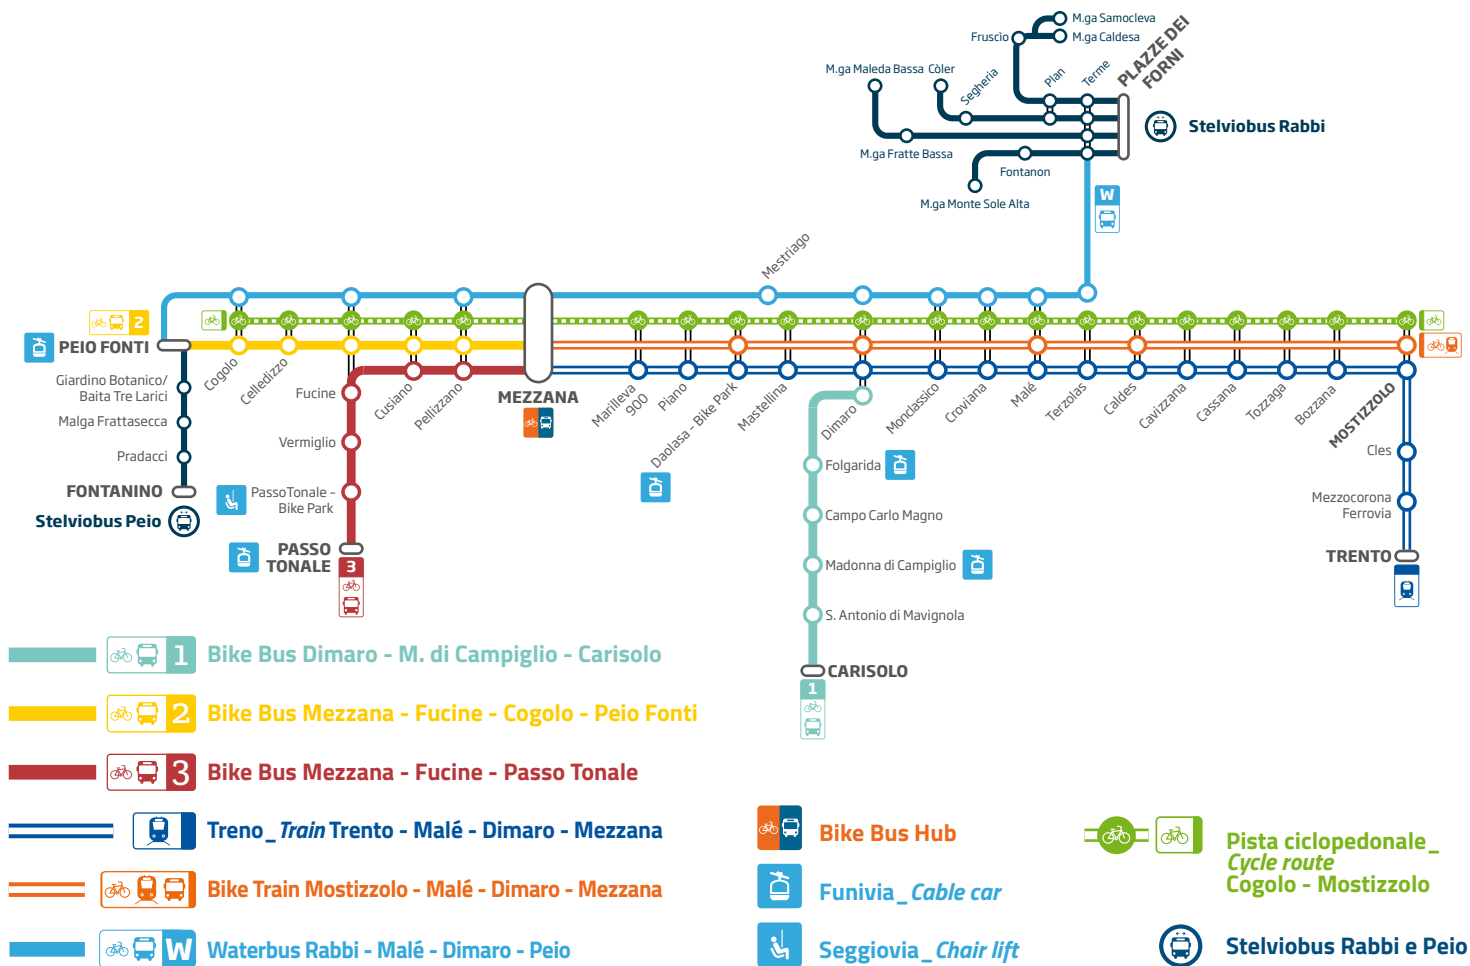 M.ga Samocleva
Fruscìo
M.ga Caldesa
PLAZZE DEI
FORNI
M.ga Maleda Bassa
Còler
Segheria
Plan
Terme
Stelviobus Rabbi
M.ga Fratte Bassa
Fontanon
M.ga Monte Sole Alta
W
Mestriago
2
PEIO FONTI
Giardino Botanico/
Baita Tre Larici
Malga Frattasecca
Pradacci
FONTANINO
Stelviobus Peio
Cogolo
Celledizzo
Fucine
Cusiano
Pellizzano
MEZZANA
Vermiglio
PassoTonale -
Bike Park
PASSO
TONALE
3
Marilleva
900
Piano
Daolasa - Bike Park
Mastellina
Dimaro
Monclassico
Croviana
Malé
Terzolas
Caldes
Cavizzana
Cassana
Tozzaga
Bozzana
MOSTIZZOLO
Folgarida
Campo Carlo Magno
Madonna di Campiglio
S. Antonio di Mavignola
CARISOLO
1
Cles
Mezzocorona
Ferrovia
TRENTO
1 Bike Bus Dimaro - M. di Campiglio - Carisolo
2 Bike Bus Mezzana - Fucine - Cogolo - Peio Fonti
3 Bike Bus Mezzana - Fucine - Passo Tonale
Treno_Train Trento - Malé - Dimaro - Mezzana
Bike Train Mostizzolo - Malé - Dimaro - Mezzana
W Waterbus Rabbi - Malé - Dimaro - Peio
Bike Bus Hub
Funivia_Cable car
Seggiovia_Chair lift
Pista ciclopedonale_
Cycle route
Cogolo - Mostizzolo
Stelviobus Rabbi e Peio